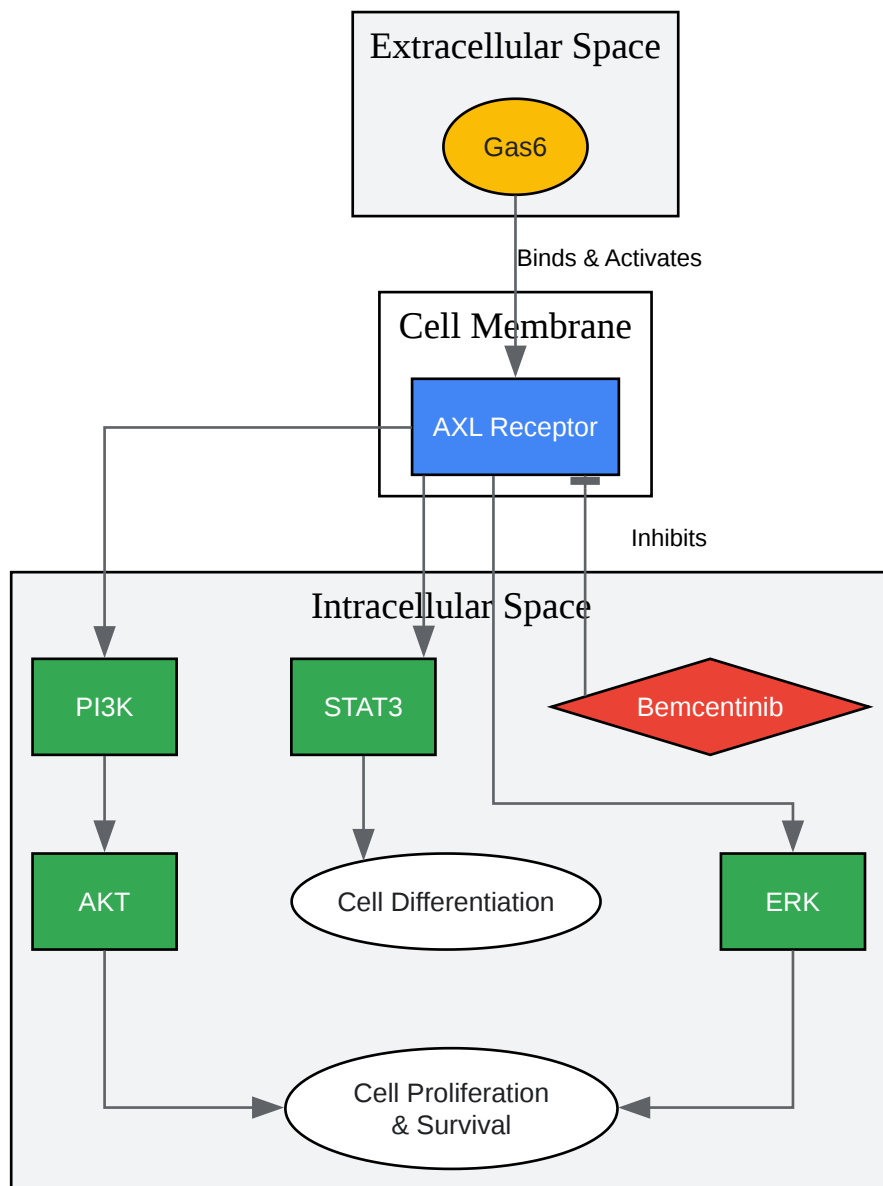 Extracellular Space
Gas6
Binds & Activates
Cell Membrane
AXL Receptor
Inhibits
Intracellular Space
PI3K
STAT3
Bemcentinib
AKT
Cell Differentiation
ERK
Cell Proliferation
& Survival